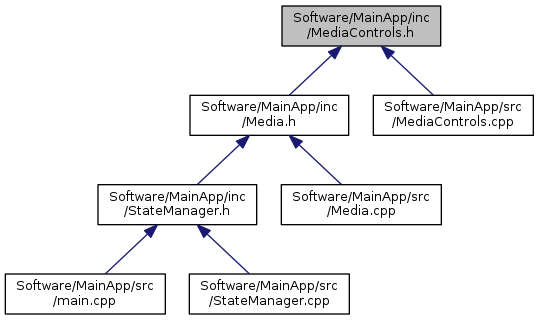 Software/MainApp/inc
/MediaControls.h
Software/MainApp/inc
/Media.h
Software/MainApp/src
/MediaControls.cpp
Software/MainApp/inc
/StateManager.h
Software/MainApp/src
/Media.cpp
Software/MainApp/src
/main.cpp
Software/MainApp/src
/StateManager.cpp